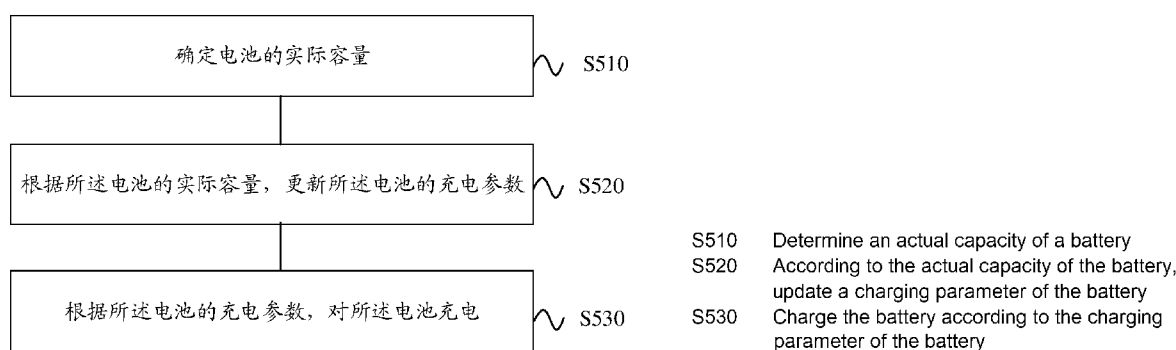 确定电池的实际容量
S510
根据所述电池的实际容量，更新所述电池的充电参数
S520
根据所述电池的充电参数，对所述电池充电
S530
S510 Determine an actual capacity of a battery
S520 According to the actual capacity of the battery,
update a charging parameter of the battery
S530 Charge the battery according to the charging
parameter of the battery